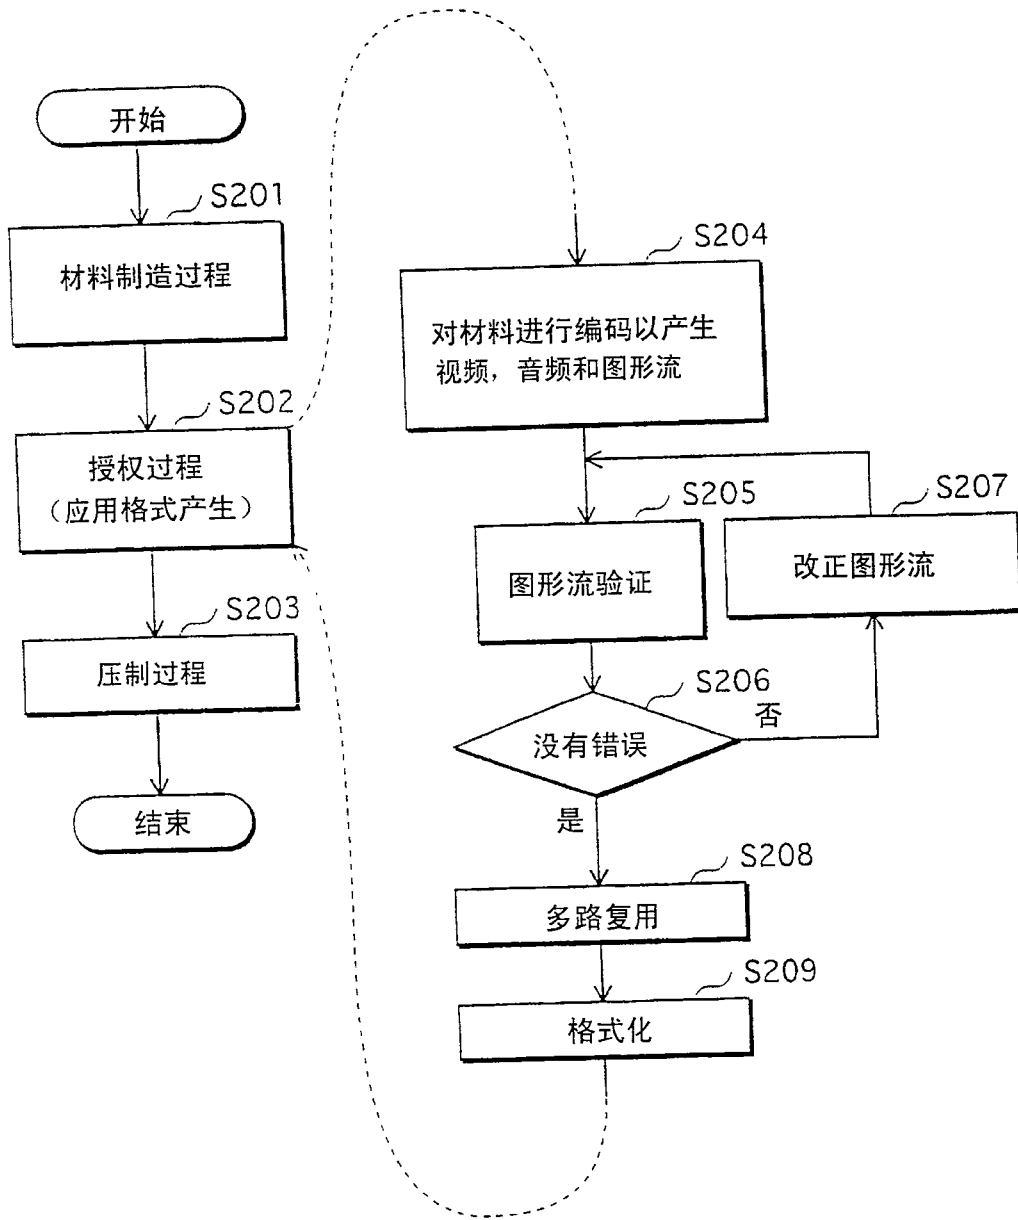 开始
S201
材料制造过程
S202
授权过程
（应用格式产生）
S203
压制过程
结束
S204
对材料进行编码以产生
视频，音频和图形流
S205
图形流验证
S207
改正图形流
S206
没有错误
否
是
S208
多路复用
S209
格式化